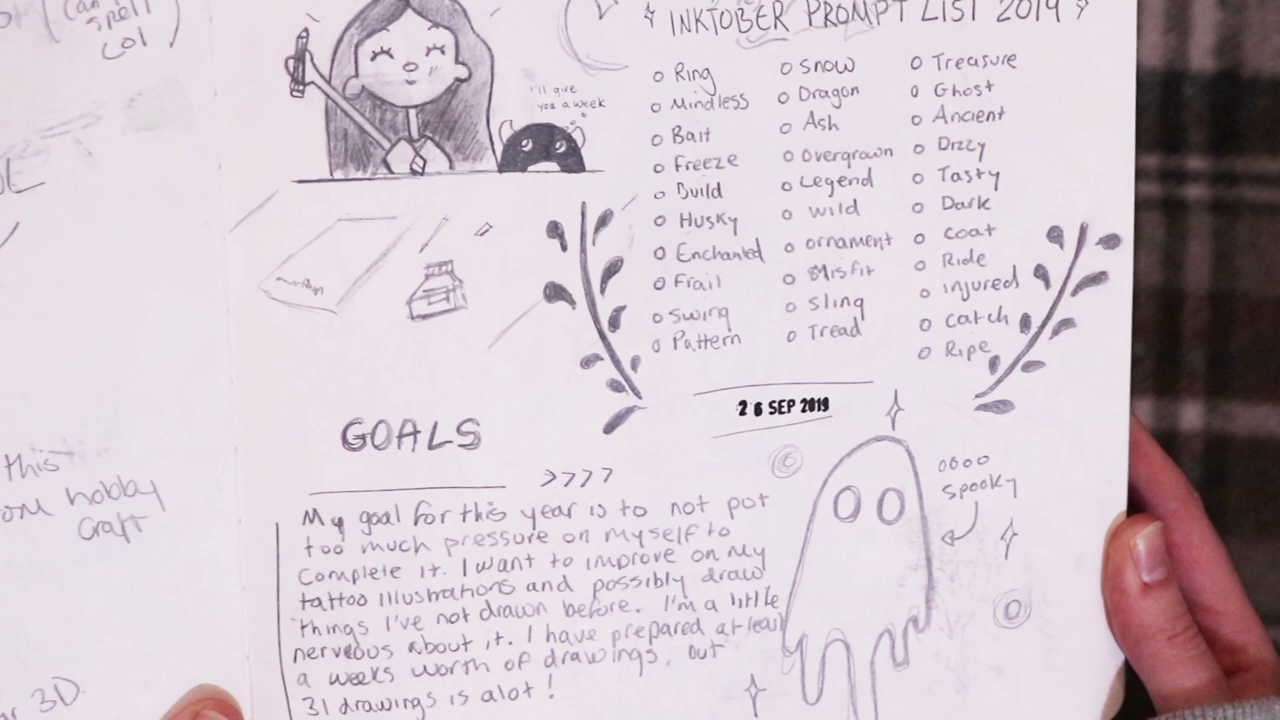 (can
spell
lol)
I'll give
you a week
INKTOBER PROMPT LIST 2019
Ring
Mindless
Bait
Freeze
Build
Husky
Enchanted
Frail
Swing
Pattern
Snow
Dragon
Ash
Overgrown
Legend
Wild
ornament
Misfit
Sling
Tread
Treasure
Ghost
Ancient
Dizzy
Tasty
Dark
coat
Ride
injured
catch
Ripe
26 SEP 2019
GOALS
>>>>
My goal for this year is to not put
too much pressure on myself to
complete it. I want to improve on my
tattoo illustrations and possibly draw
things I've not drawn before. I'm a little
nervous about it. I have prepared at least
a weeks worth of drawings, but
31 drawings is alot!
oooo
spooky
this
hobby
craft
3D